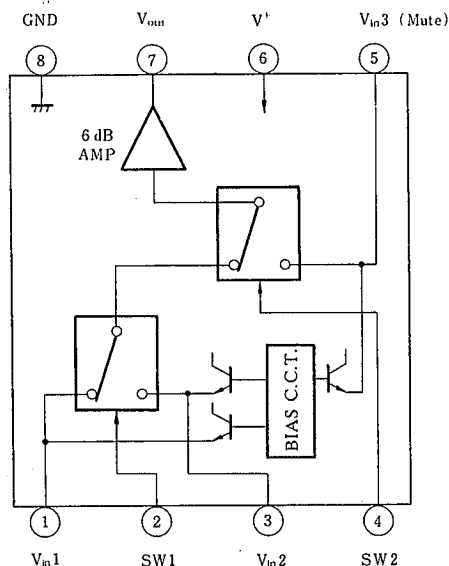 GND Vout V+ Vin3 (Mute)
8 7 6 5
6 dB
AMP
BIAS C.C.T.
1 2 3 4
Vin1 SW1 Vin2 SW2